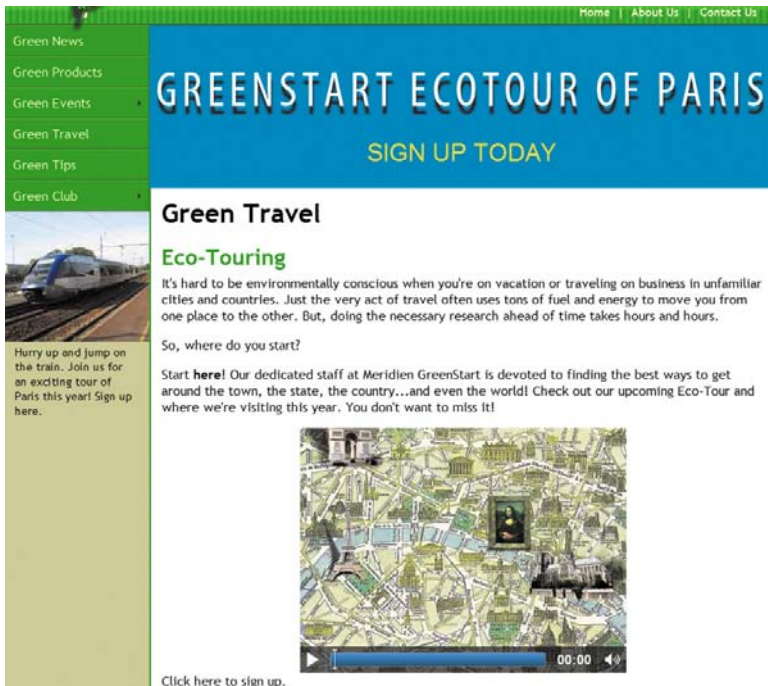 Home | About Us | Contact Us
Green News
Green Products
Green Events
Green Travel
Green Tips
Green Club
GREENSTART ECOTOUR OF PARIS
SIGN UP TODAY
Hurry up and jump on
the train. Join us for
an exciting tour of
Paris this year! Sign up
here.
Green Travel
Eco-Touring
It's hard to be environmentally conscious when you're on vacation or traveling on business in unfamiliar
cities and countries. Just the very act of travel often uses tons of fuel and energy to move you from
one place to the other. But, doing the necessary research ahead of time takes hours and hours.
So, where do you start?
Start here! Our dedicated staff at Meridien GreenStart is devoted to finding the best ways to get
around the town, the state, the country...and even the world! Check out our upcoming Eco-Tour and
where we're visiting this year. You don't want to miss it!
00:00
Click here to sign up.